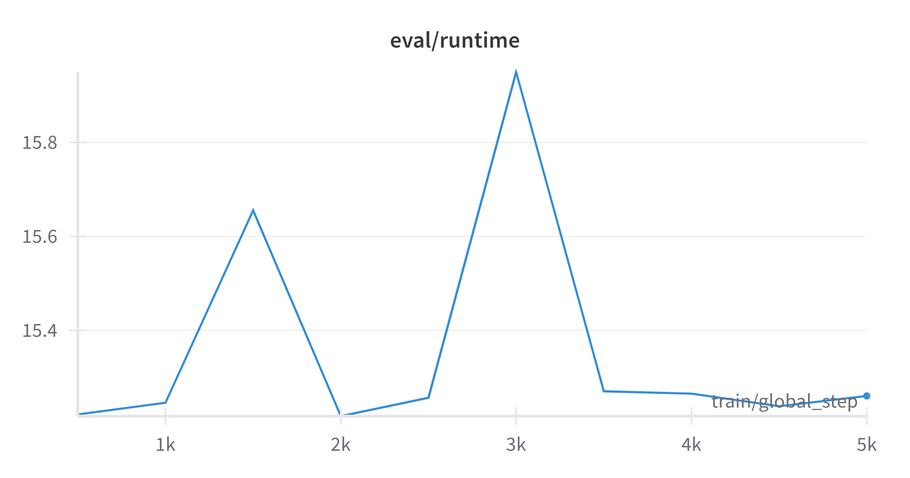 eval/runtime
15.8
15.6
15.4
train/global_step
1k 2k 3k 4k 5k